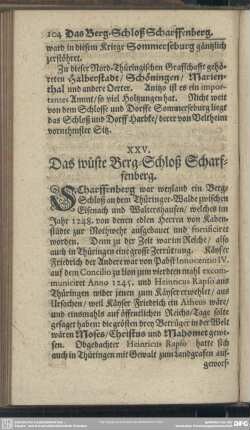 104 Das Berg-Schloß Scharffenberg.
ward in diesem Kriege Sommerseburg gäntzlich
zerstöhret.
Zu dieser Nord-Thüringischen Graffschafft gehö-
reten Halberstadt/ Schöningen/ Marien-
thal und andere Oerter. Anitzo ist es ein impor-
tantes Ammt/ so viel Holtzungen hat. Nicht weit
von dem Schlosse und Dorffe Sommerseburg liegt
das Schloß und Dorff Harbke/ derer von Veltheim
vornehmster Sitz.
XXV.
Das wüste Berg-Schloß Scharf-
fenberg.
Scharffenberg war weyland ein Berg-
Schloß an dem Thüringer-Walde zwischen
Eisenach und Waltershausen/ welches im
Jahr 1248. von denen edlen Herrn von Kaden-
städte zur Nothwehr aufgebauet und fortificiret
worden. Denn zu der Zeit war im Reiche/ also
auch in Thüringen eine grosse Zerrüttung. Käyser
Friedrich der Andere war von Pabst Innocentio IV.
auf dem Concilio zu Lion zum vierdten mahl excom-
municiret Anno 1245. und Heinricus Raspo aus
Thüringen wider jenen zum Käyser erwehlet/ aus
Ursachen/ weil Käyser Friedrich ein Atheus wäre/
und einsmahls auf öffentlichen Reichs-Tage solte
gesaget haben: die grösten drey Betrüger in der Welt
wären Moses/ Christus und Mahomet gewe-
sen. Obgedachter Heinricus Raspo hatte sich
auch in Thüringen mit Gewalt zum Landgrafen auf-
geworf-